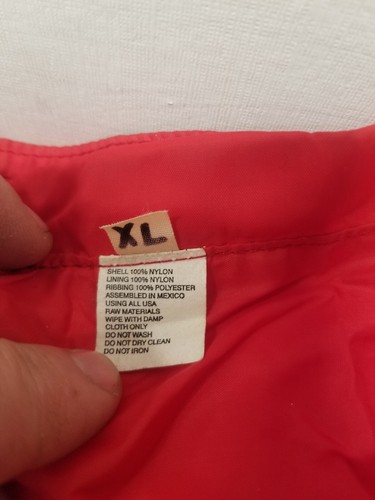 XL
SHELL 100% NYLON
LINING 100% NYLON
RIBBING 100% POLYESTER
ASSEMBLED IN MEXICO
USING ALL USA
RAW MATERIALS
WIPE WITH DAMP
CLOTH ONLY
DO NOT WASH
DO NOT DRY CLEAN
DO NOT IRON